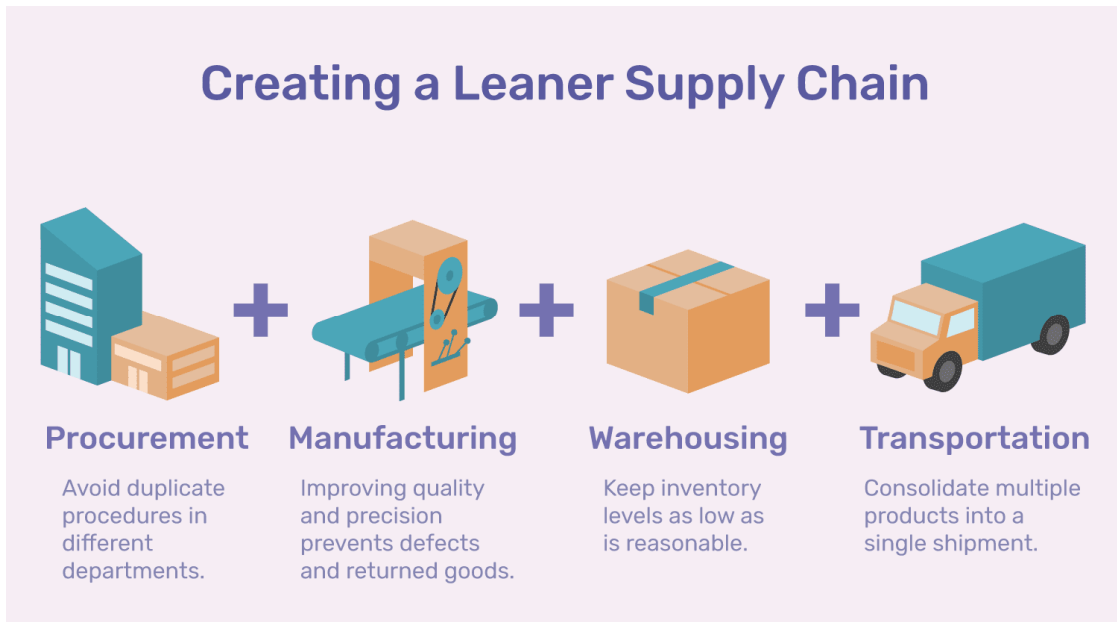 Creating a Leaner Supply Chain
Procurement
Avoid duplicate
procedures in
different
departments.
Manufacturing
Improving quality
and precision
prevents defects
and returned goods.
Warehousing
Keep inventory
levels as low as
is reasonable.
Transportation
Consolidate multiple
products into a
single shipment.